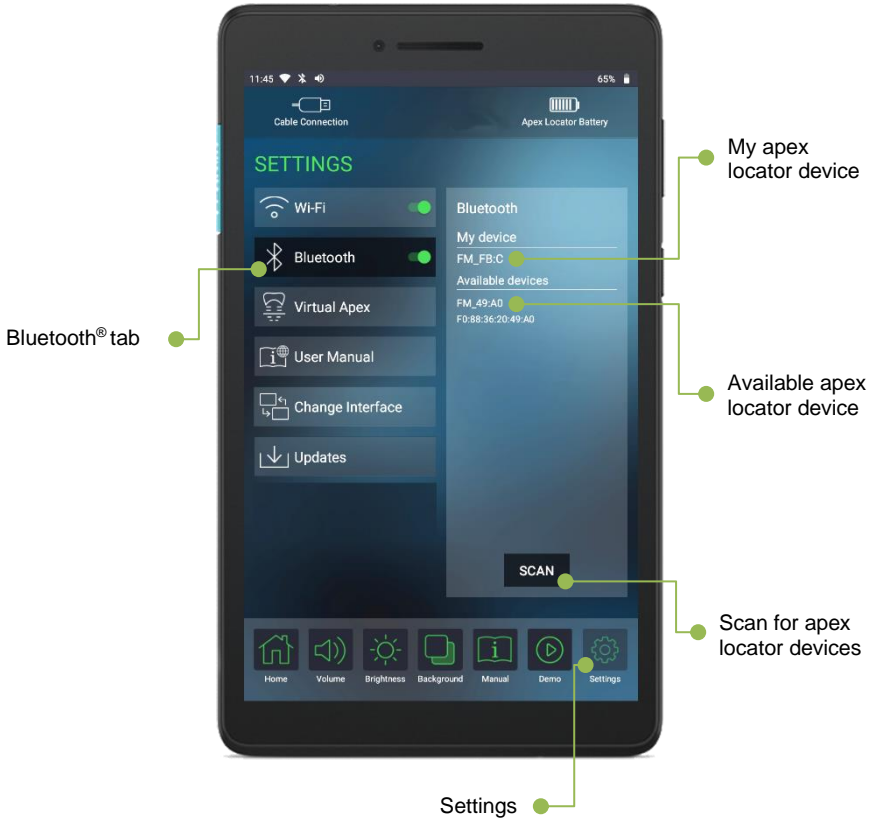 11:45
65%
Cable Connection
Apex Locator Battery
SETTINGS
Wi-Fi
Bluetooth
Virtual Apex
User Manual
Change Interface
Updates
Bluetooth
My device
FM_FB:C
Available devices
FM_49:A0
F0:88:36:20:49:A0
SCAN
Home
Volume
Brightness
Background
Manual
Demo
Settings
Bluetooth® tab
My apex
locator device
Available apex
locator device
Scan for apex
locator devices
Settings